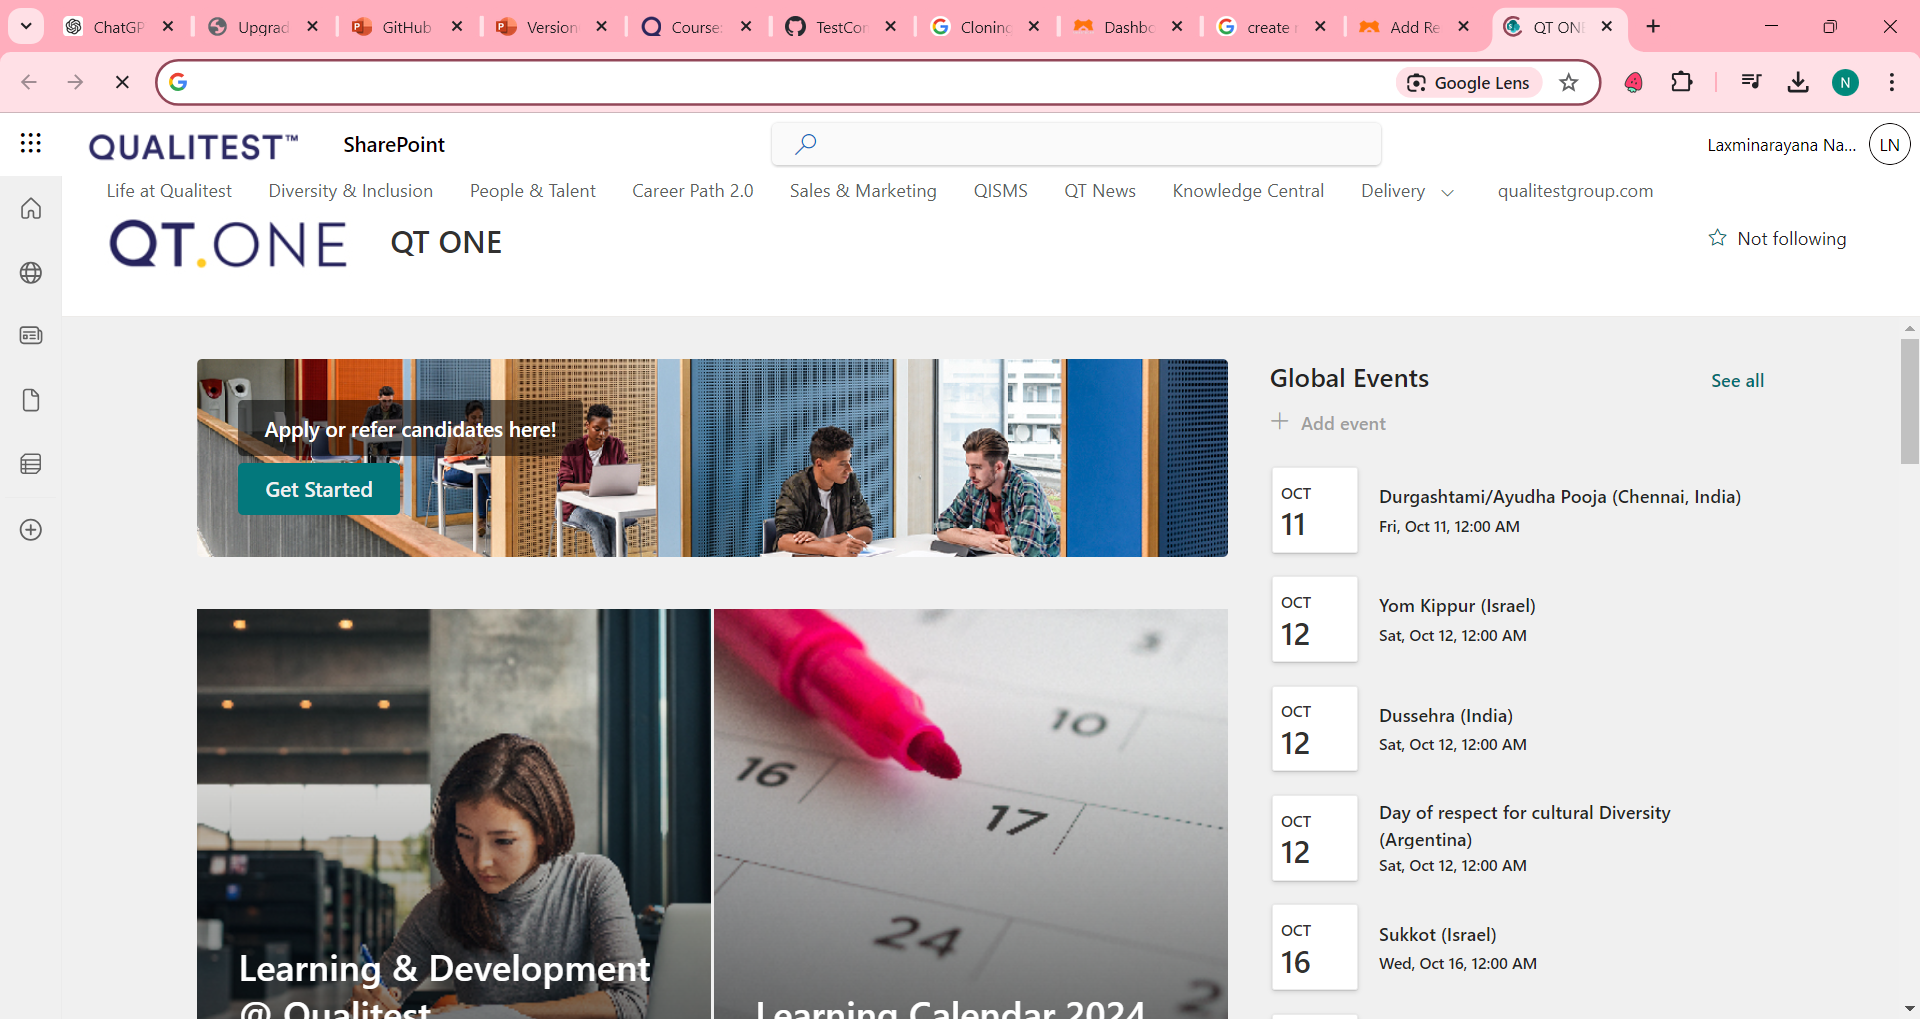 ChatGP
Upgrad
GitHub
Version
Course:
TestCor
Cloning
Dashbo
create r
Add Re
QT ONE
Google Lens
N
QUALITEST™
SharePoint
Laxminarayana Na...
LN
Life at Qualitest
Diversity & Inclusion
People & Talent
Career Path 2.0
Sales & Marketing
QISMS
QT News
Knowledge Central
Delivery
qualitestgroup.com
QT.ONE
QT ONE
Not following
Apply or refer candidates here!
Get Started
Learning & Development
@ Qualitest
10
16
17
24
Learning Calendar 2024
Global Events
See all
Add event
OCT
11
Durgashtami/Ayudha Pooja (Chennai, India)
Fri, Oct 11, 12:00 AM
OCT
12
Yom Kippur (Israel)
Sat, Oct 12, 12:00 AM
OCT
12
Dussehra (India)
Sat, Oct 12, 12:00 AM
OCT
12
Day of respect for cultural Diversity
(Argentina)
Sat, Oct 12, 12:00 AM
OCT
16
Sukkot (Israel)
Wed, Oct 16, 12:00 AM